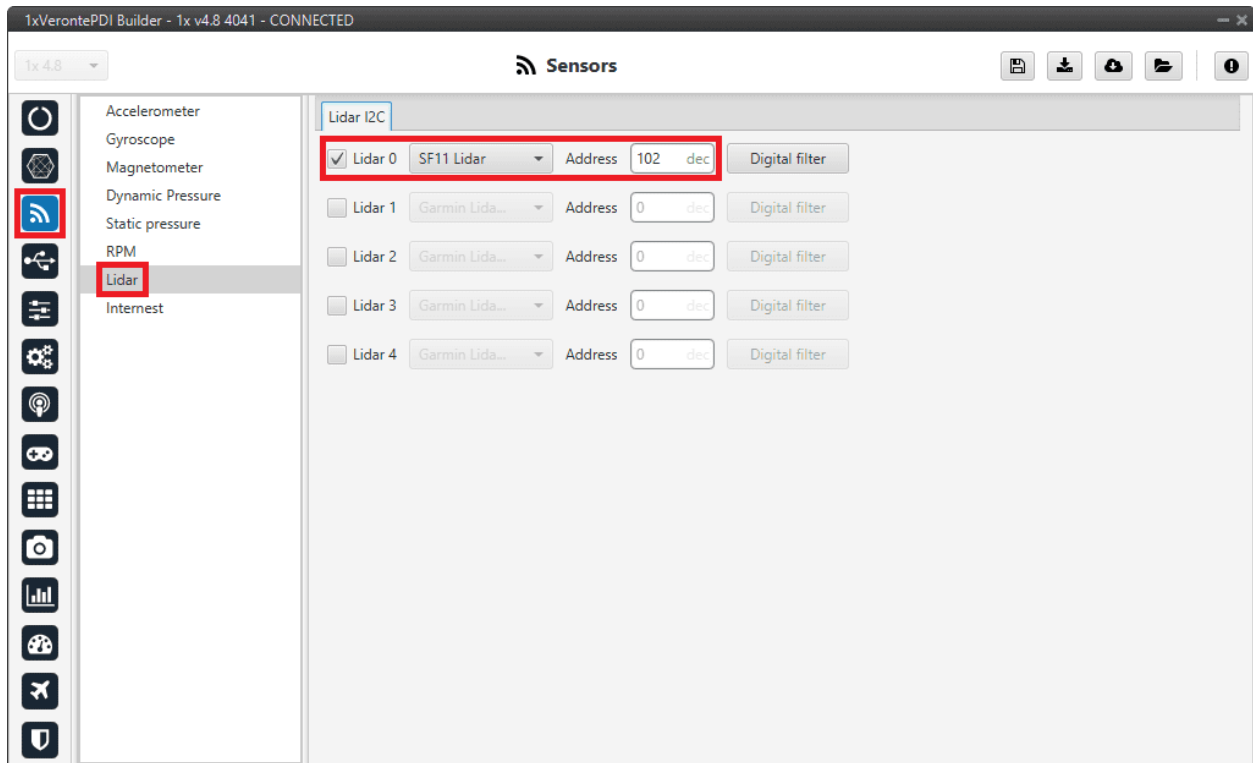 1xVerontePDI Builder - 1x v4.8 4041 - CONNECTED
1x 4.8
Sensors
Accelerometer
Gyroscope
Magnetometer
Dynamic Pressure
Static pressure
RPM
Lidar
Internest
Lidar I2C
Lidar 0 SF11 Lidar Address 102 dec Digital filter
Lidar 1 Garmin Lida... Address 0 dec Digital filter
Lidar 2 Garmin Lida... Address 0 dec Digital filter
Lidar 3 Garmin Lida... Address 0 dec Digital filter
Lidar 4 Garmin Lida... Address 0 dec Digital filter